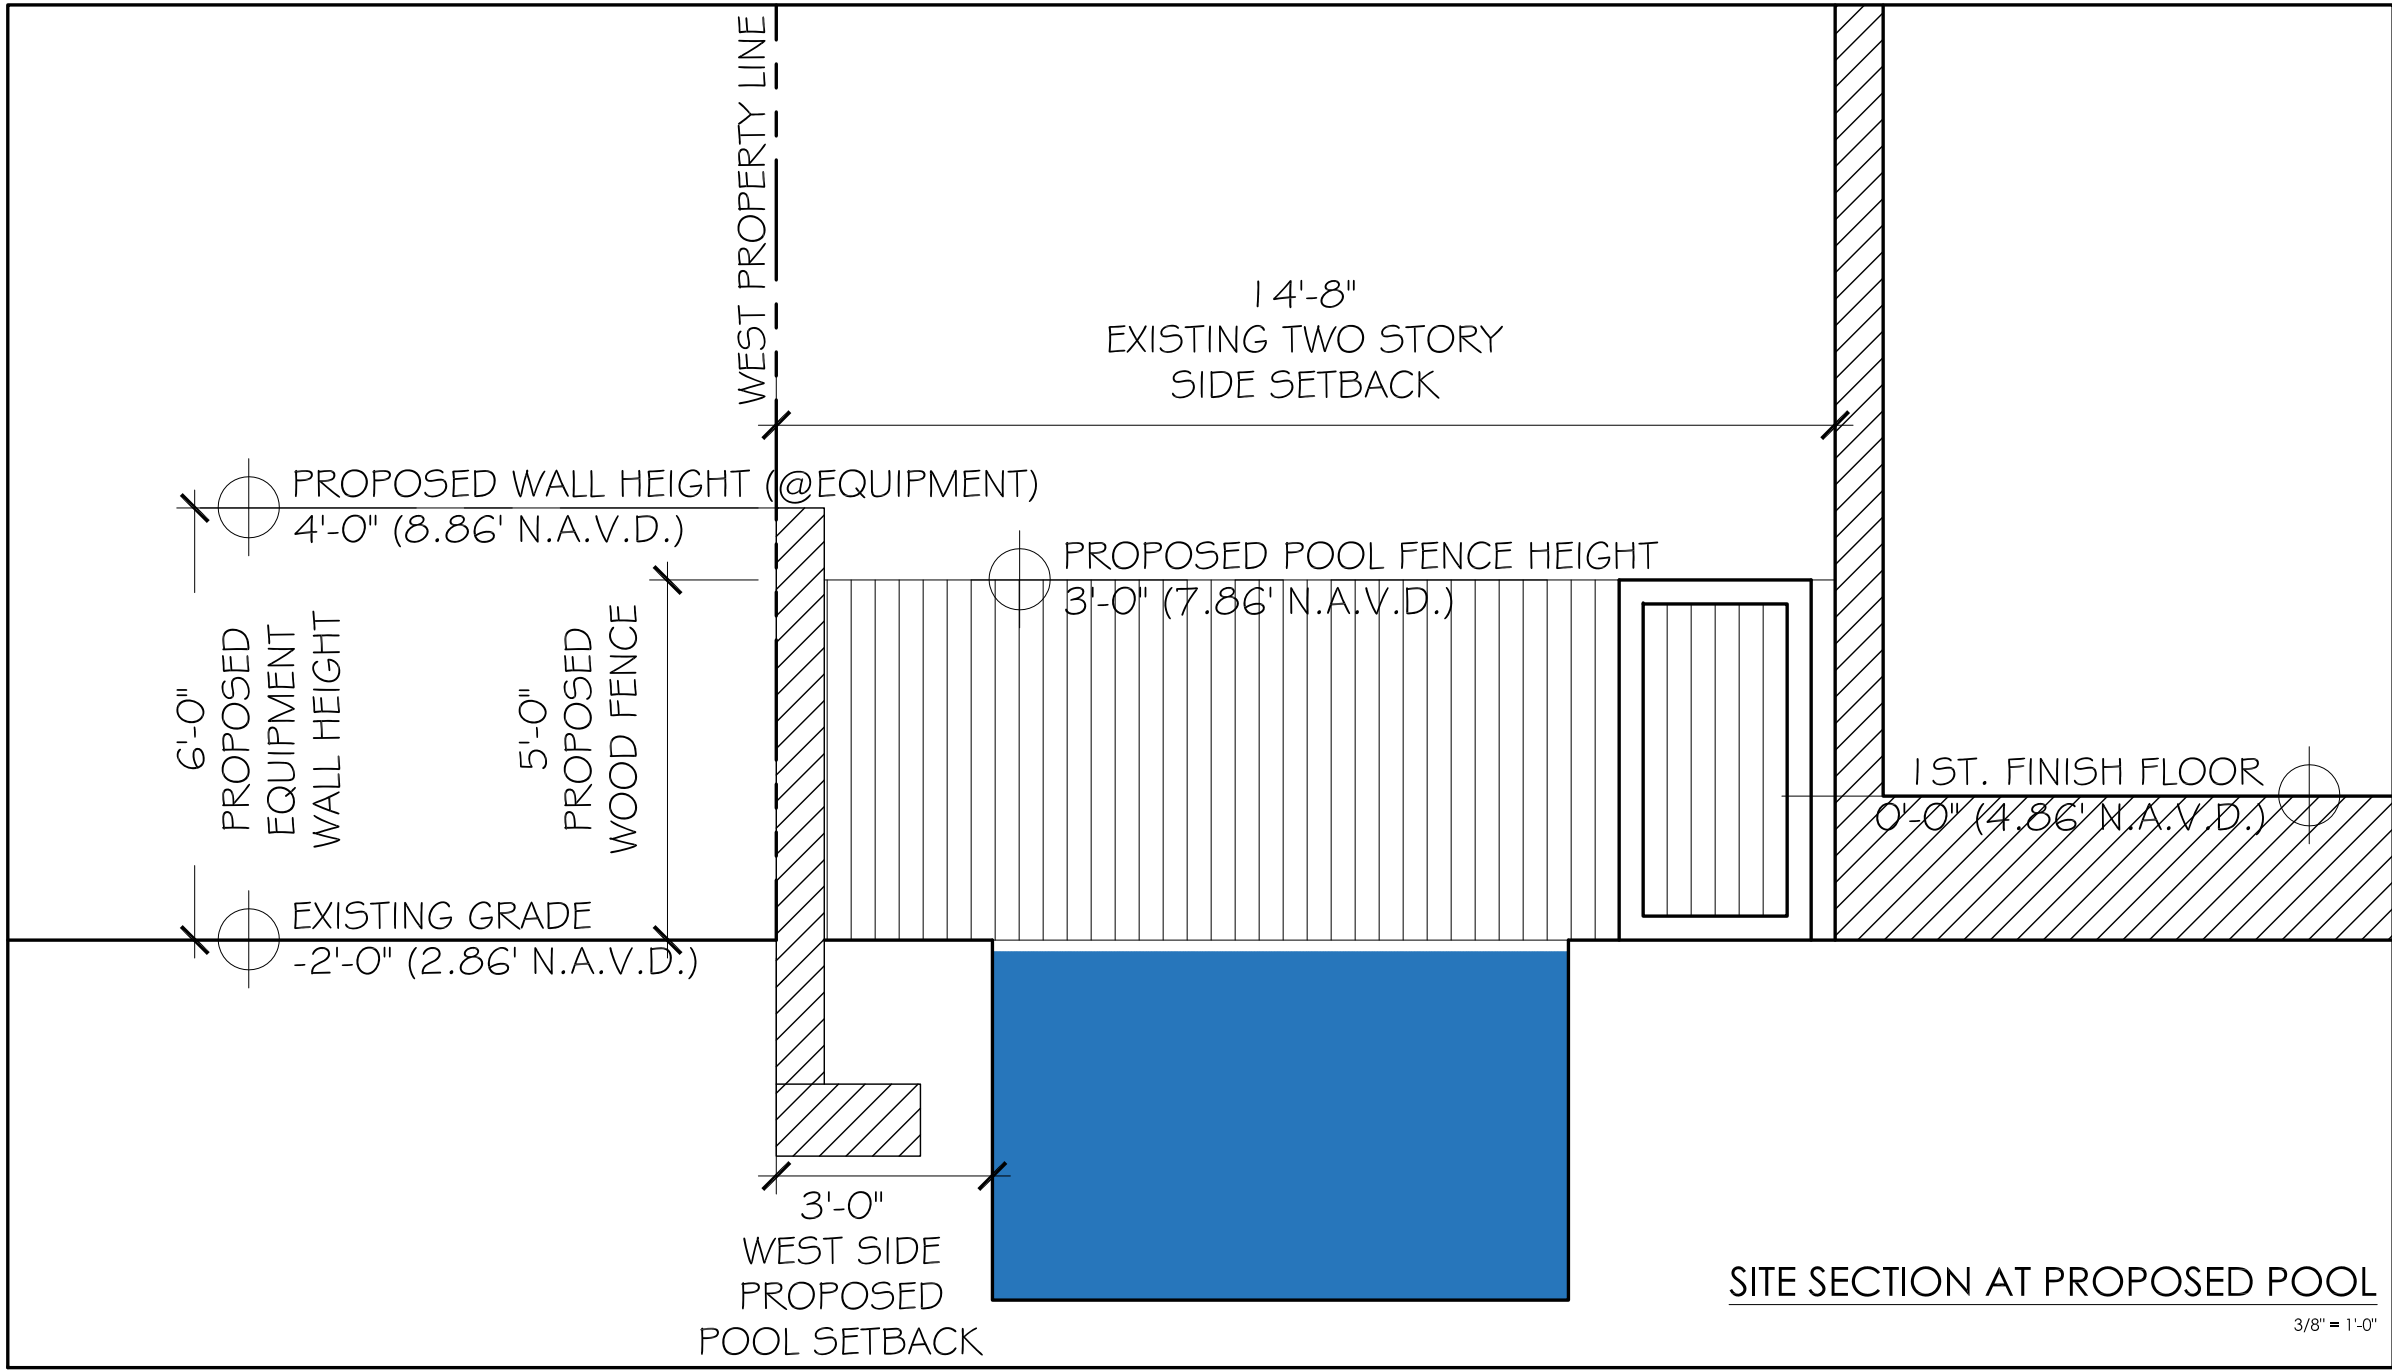 WEST PROPERTY LINE
14'-8"
EXISTING TWO STORY
SIDE SETBACK
PROPOSED WALL HEIGHT (@EQUIPMENT)
4'-0" (8.86' N.A.V.D.)
PROPOSED POOL FENCE HEIGHT
3'-0" (7.86' N.A.V.D.)
6'-0"
PROPOSED
EQUIPMENT
WALL HEIGHT
5'-0"
PROPOSED
WOOD FENCE
1ST. FINISH FLOOR
0'-0" (4.86' N.A.V.D.)
EXISTING GRADE
-2'-0" (2.86' N.A.V.D.)
3'-0"
WEST SIDE
PROPOSED
POOL SETBACK
SITE SECTION AT PROPOSED POOL
3/8" = 1'-0"